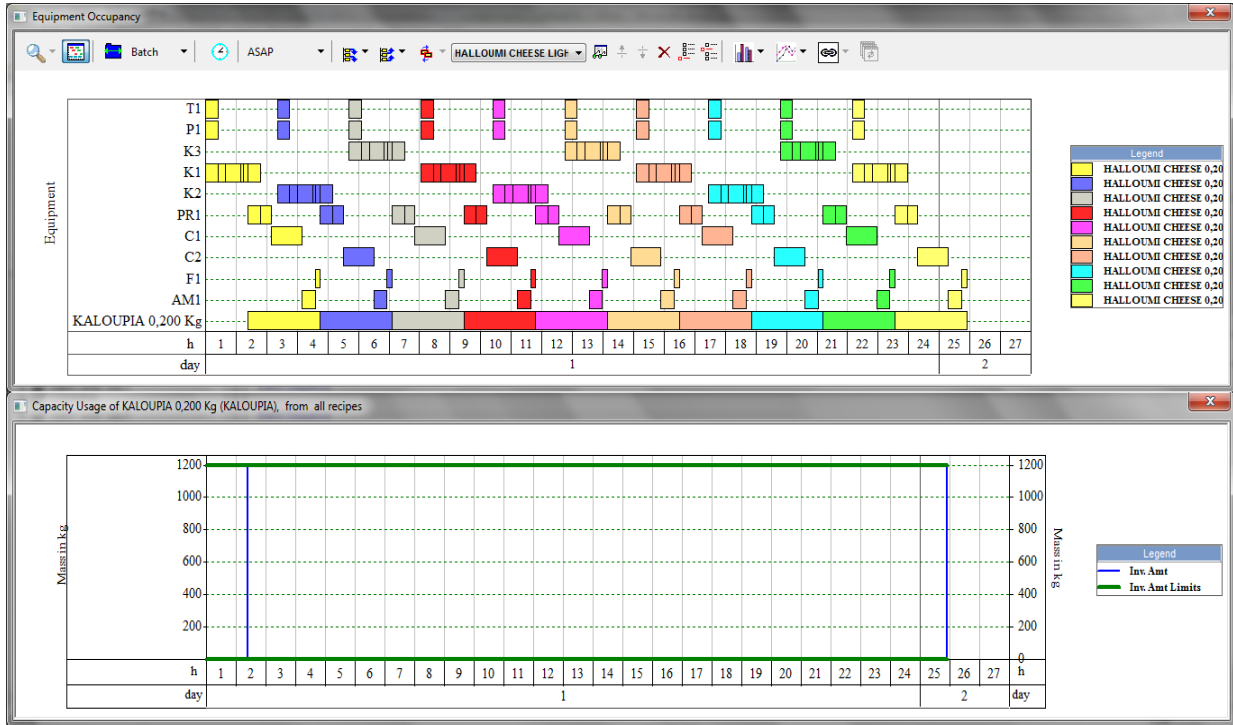 Equipment Occupancy
Batch ASAP HALLOUMI CHEESE LIGH
T1
P1
K3
K1
K2
PR1
C1
C2
F1
AM1
KALOUPIA 0,200 Kg
Equipment
h 1 2 3 4 5 6 7 8 9 10 11 12 13 14 15 16 17 18 19 20 21 22 23 24 25 26 27
day 1 2
Legend
HALLOUMI CHEESE 0,20
HALLOUMI CHEESE 0,20
HALLOUMI CHEESE 0,20
HALLOUMI CHEESE 0,20
HALLOUMI CHEESE 0,20
HALLOUMI CHEESE 0,20
HALLOUMI CHEESE 0,20
HALLOUMI CHEESE 0,20
HALLOUMI CHEESE 0,20
HALLOUMI CHEESE 0,20
Capacity Usage of KALOUPIA 0,200 Kg (KALOUPIA), from all recipes
Mass in kg
1200 1200
1000 1000
800 800
600 600
400 400
200 200
0
Mass in kg
h 1 2 3 4 5 6 7 8 9 10 11 12 13 14 15 16 17 18 19 20 21 22 23 24 25 26 27 h
day 1 2 day
Legend
Inv. Amt
Inv. Amt Limits